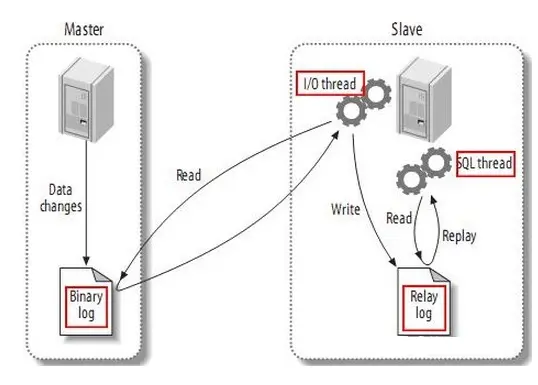 Master
Slave
I/O thread
SQL thread
Data
changes
Read
Write
Read
Replay
Binary
log
Relay
log